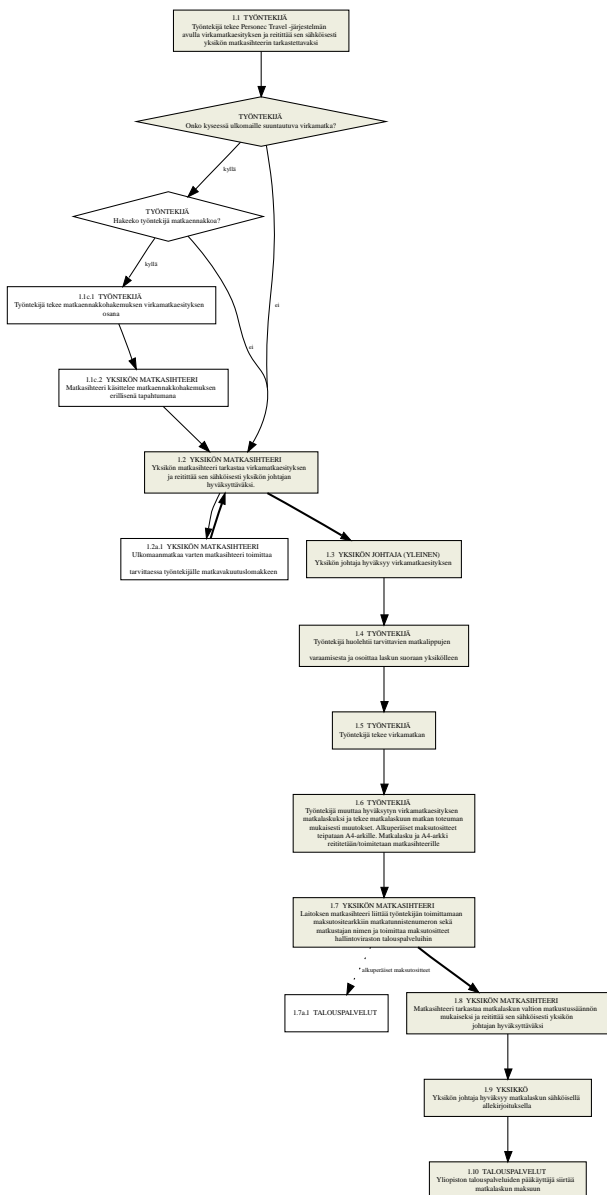 1.1 TYÖNTEKIJÄ
Työntekijä tekee Personec Travel -järjestelmän
avulla virkamatkaesityksen ja reitittää sen sähköisesti
yksikön matkasihteerin tarkastettavaksi
TYÖNTEKIJÄ
Onko kyseessä ulkomaille suuntautuva virkamatka?
kyllä
TYÖNTEKIJÄ
Hakeeko työntekijä matkaennakkoa?
kyllä
1.1c.1 TYÖNTEKIJÄ
Työntekijä tekee matkaennakkohakemuksen virkamatkaesityksen
osana
ei
ei
1.1c.2 YKSIKÖN MATKASIHTEERI
Matkasihteeri käsittelee matkaennakkohakemuksen
erillisenä tapahtumana
1.2 YKSIKÖN MATKASIHTEERI
Yksikön matkasihteeri tarkastaa virkamatkaesityksen
ja reitittää sen sähköisesti yksikön johtajan
hyväksyttäväksi.
1.2a.1 YKSIKÖN MATKASIHTEERI
Ulkomaanmatkaa varten matkasihteeri toimittaa
tarvittaessa työntekijälle matkavakuutuslomakkeen
1.3 YKSIKÖN JOHTAJA (YLEINEN)
Yksikön johtaja hyväksyy virkamatkaesityksen
1.4 TYÖNTEKIJÄ
Työntekijä huolehtii tarvittavien matkalippujen
varaamisesta ja osoittaa laskun suoraan yksikölleen
1.5 TYÖNTEKIJÄ
Työntekijä tekee virkamatkan
1.6 TYÖNTEKIJÄ
Työntekijä muuttaa hyväksytyn virkamatkaesityksen
matkalaskuksi ja tekee matkalaskuun matkan toteuman
mukaisesti muutokset. Alkuperäiset maksutositteet
teipataan A4-arkille. Matkalasku ja A4-arkki
reititetään/toimitetaan matkasihteerille
1.7 YKSIKÖN MATKASIHTEERI
Laitoksen matkasihteeri liittää työntekijän toimittamaan
maksutositearkkiin matkatunnistenumeron sekä
matkustajan nimen ja toimittaa maksutositteet
hallintoviraston talouspalveluihin
alkuperäiset maksutositteet
1.7a.1 TALOUSPALVELUT
1.8 YKSIKÖN MATKASIHTEERI
Matkasihteeri tarkastaa matkalaskun valtion matkustussäännön
mukaiseksi ja reitittää sen sähköisesti yksikön
johtajan hyväksyttäväksi
1.9 YKSIKKÖ
Yksikön johtaja hyväksyy matkalaskun sähköisellä
allekirjoituksella
1.10 TALOUSPALVELUT
Yliopiston talouspalveluiden pääkäyttäjä siirtää
matkalaskun maksuun